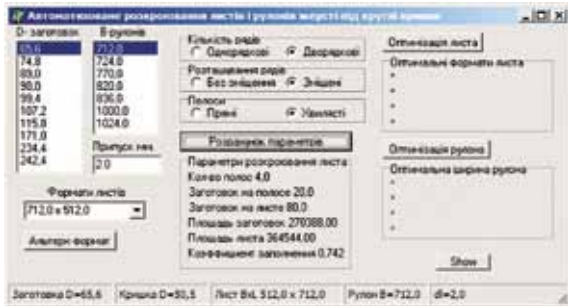 Автоматизоване розкроювання листів і рулонів жерсті від круглі кришки
D- заготовок
B рулонів
65,6
74,8
89,0
90,0
99,4
107,2
115,8
171,0
234,4
242,4
712,0
724,0
770,0
820,0
836,0
1000,0
1024,0
Припуск мін.
2.0
Формати листів
712,0 x 512,0
Альтерн формат
Кількість рядів
Однорядкові
Дворядкові
Розташування рядів
Без зміщення
Зміщені
Полоси
Прямі
Хвилясті
Розрахунок параметрів
Параметри розкроювання листа
Кол-во полос 4,0
Заготовок на полосе 20,0
Заготовок на листе 80,0
Площадь заготовок 270388.00
Площадь листа 364544.00
Коэффициент заполнения 0.742
Оптимізація листа
Оптимальні формати листа
Оптимізація рулона
Оптимальна ширина рулона
Show
Заготовка D=65,6
Кришка D=50,5
Лист BxL 512,0 x 712,0
Рулон B=712,0
dl=2,0